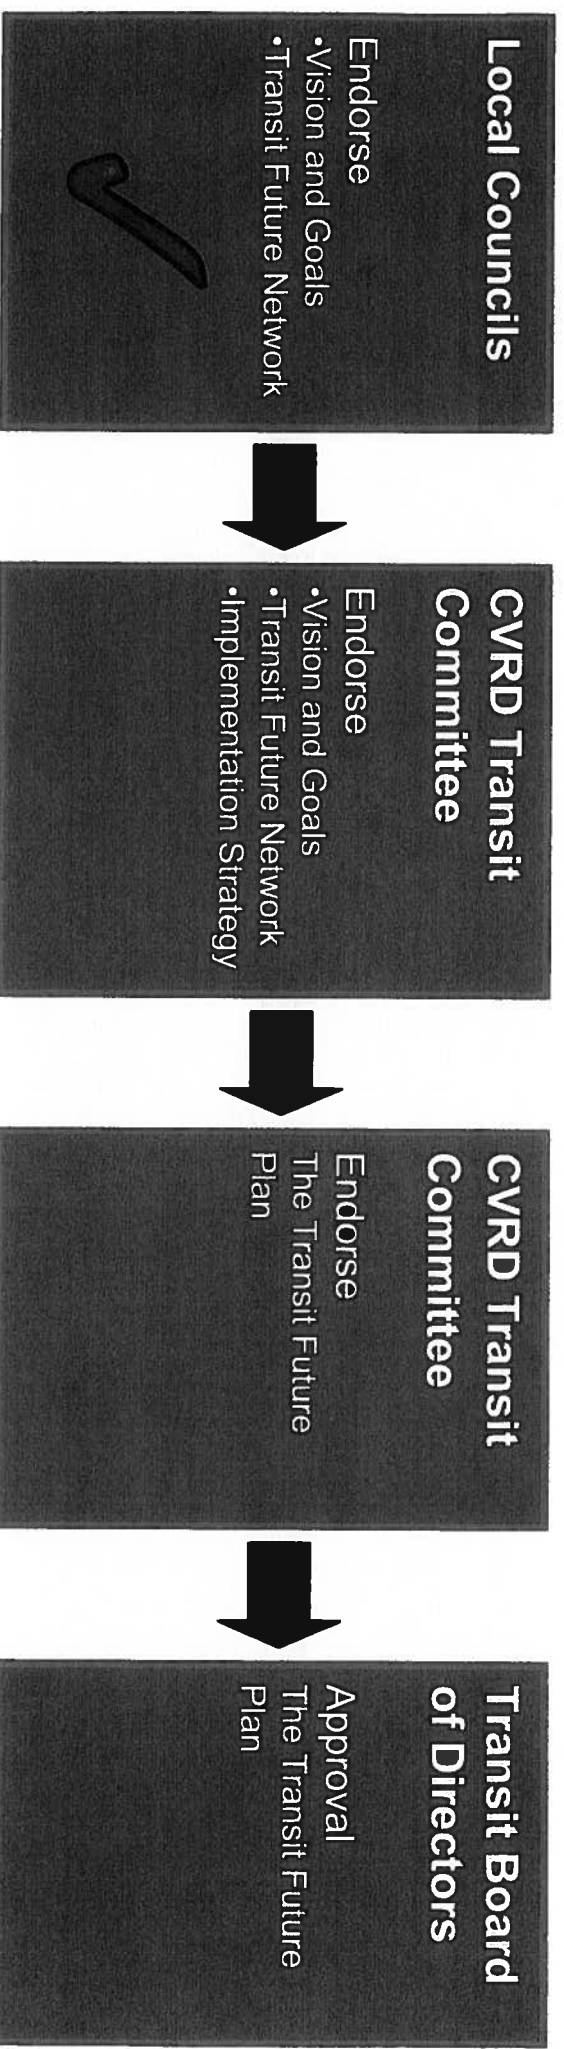 Local Councils
Endorse
•Vision and Goals
•Transit Future Network
CVRD Transit
Committee
Endorse
•Vision and Goals
•Transit Future Network
•Implementation Strategy
CVRD Transit
Committee
Endorse
The Transit Future
Plan
Transit Board
of Directors
Approval
The Transit Future
Plan